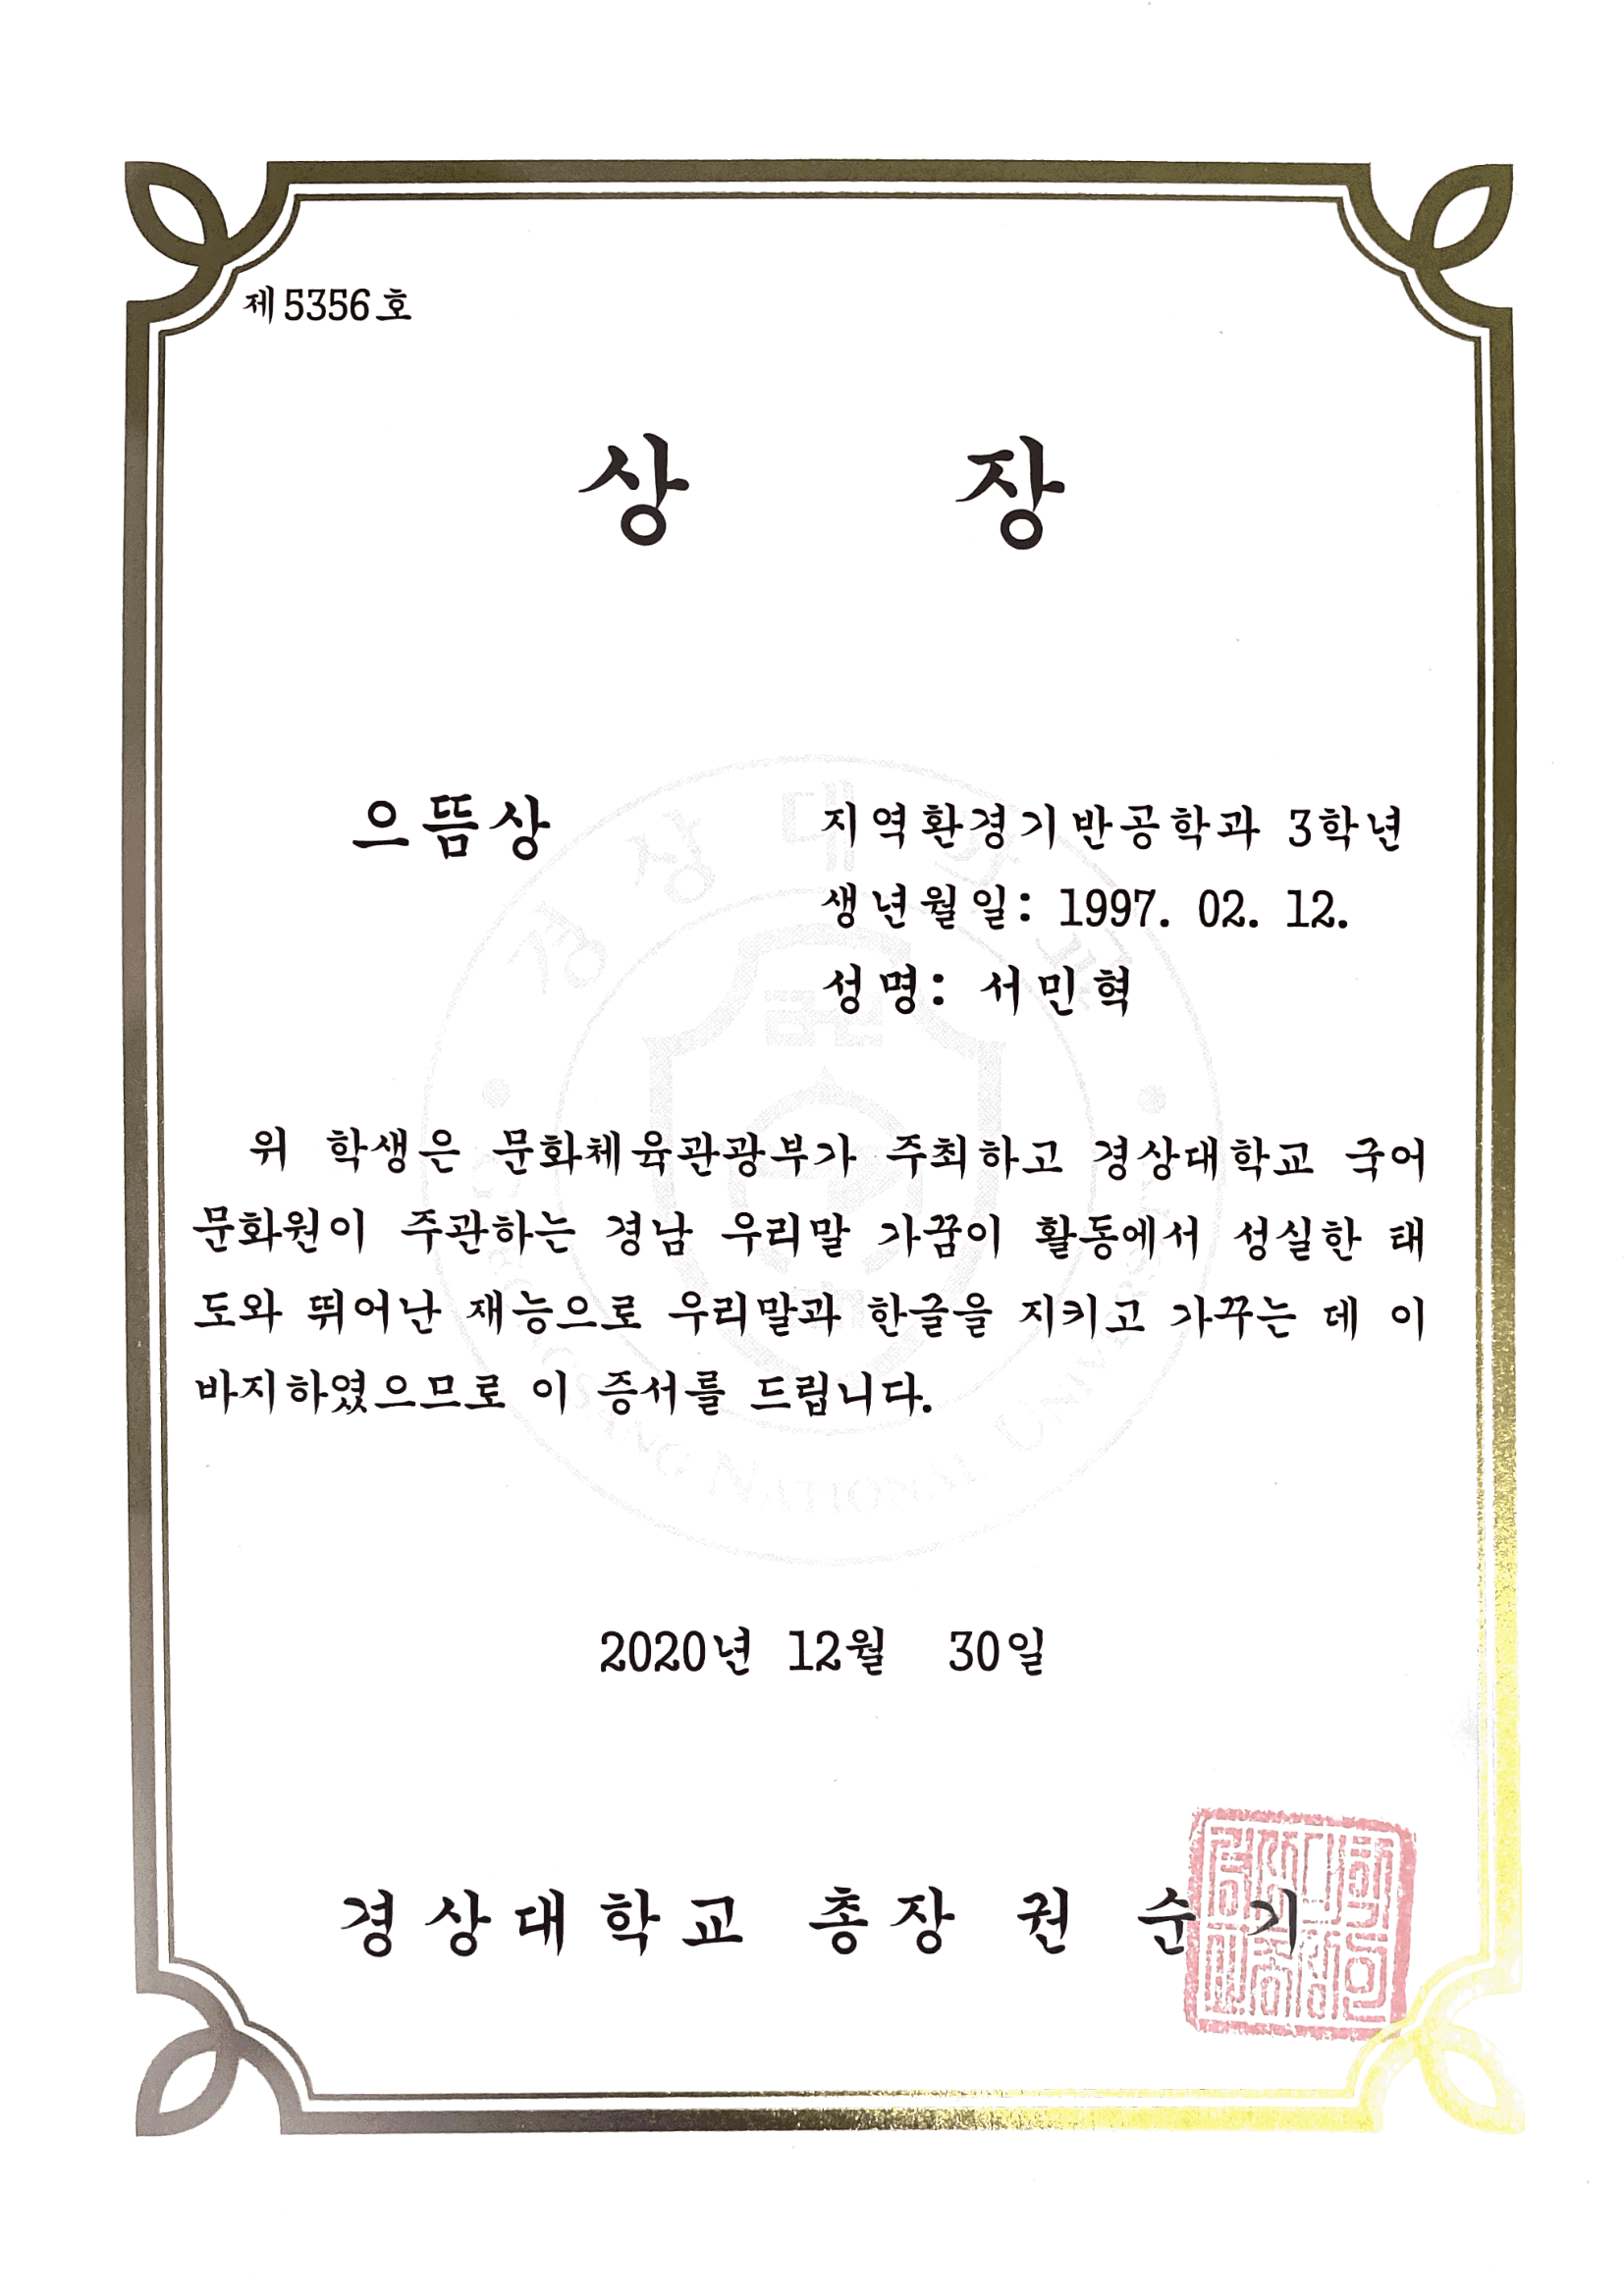 제 5356 호
상 장
으뜸상
지역환경기반공학과 3학년
생년월일: 1997. 02. 12.
성명: 서민혁
위 학생은 문화체육관광부가 주최하고 경상대학교 국어
문화원이 주관하는 경남 우리말 가꿈이 활동에서 성실한 태
도와 뛰어난 재능으로 우리말과 한글을 지키고 가꾸는 데 이
바지하였으므로 이 증서를 드립니다.
2020년 12월 30일
경상대학교 총장 권 순 기